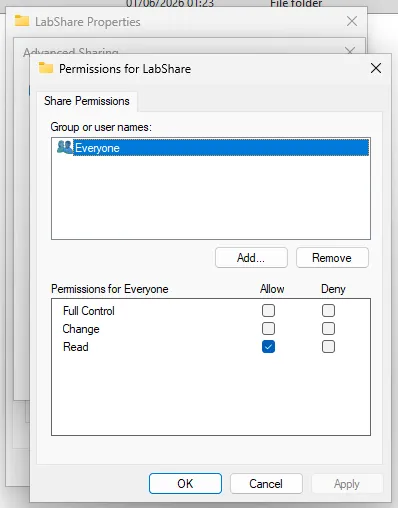 01/06/2026 01:23 File folder
LabShare Properties
Advanced Sharing
Permissions for LabShare
Share Permissions
Group or user names:
Everyone
Add...
Remove
Permissions for Everyone Allow Deny
Full Control
Change
Read
OK Cancel Apply